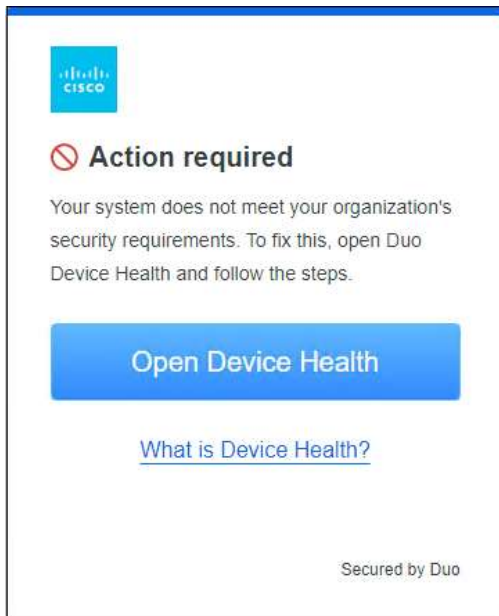 CISCO
Action required
Your system does not meet your organization's
security requirements. To fix this, open Duo
Device Health and follow the steps.
Open Device Health
What is Device Health?
Secured by Duo